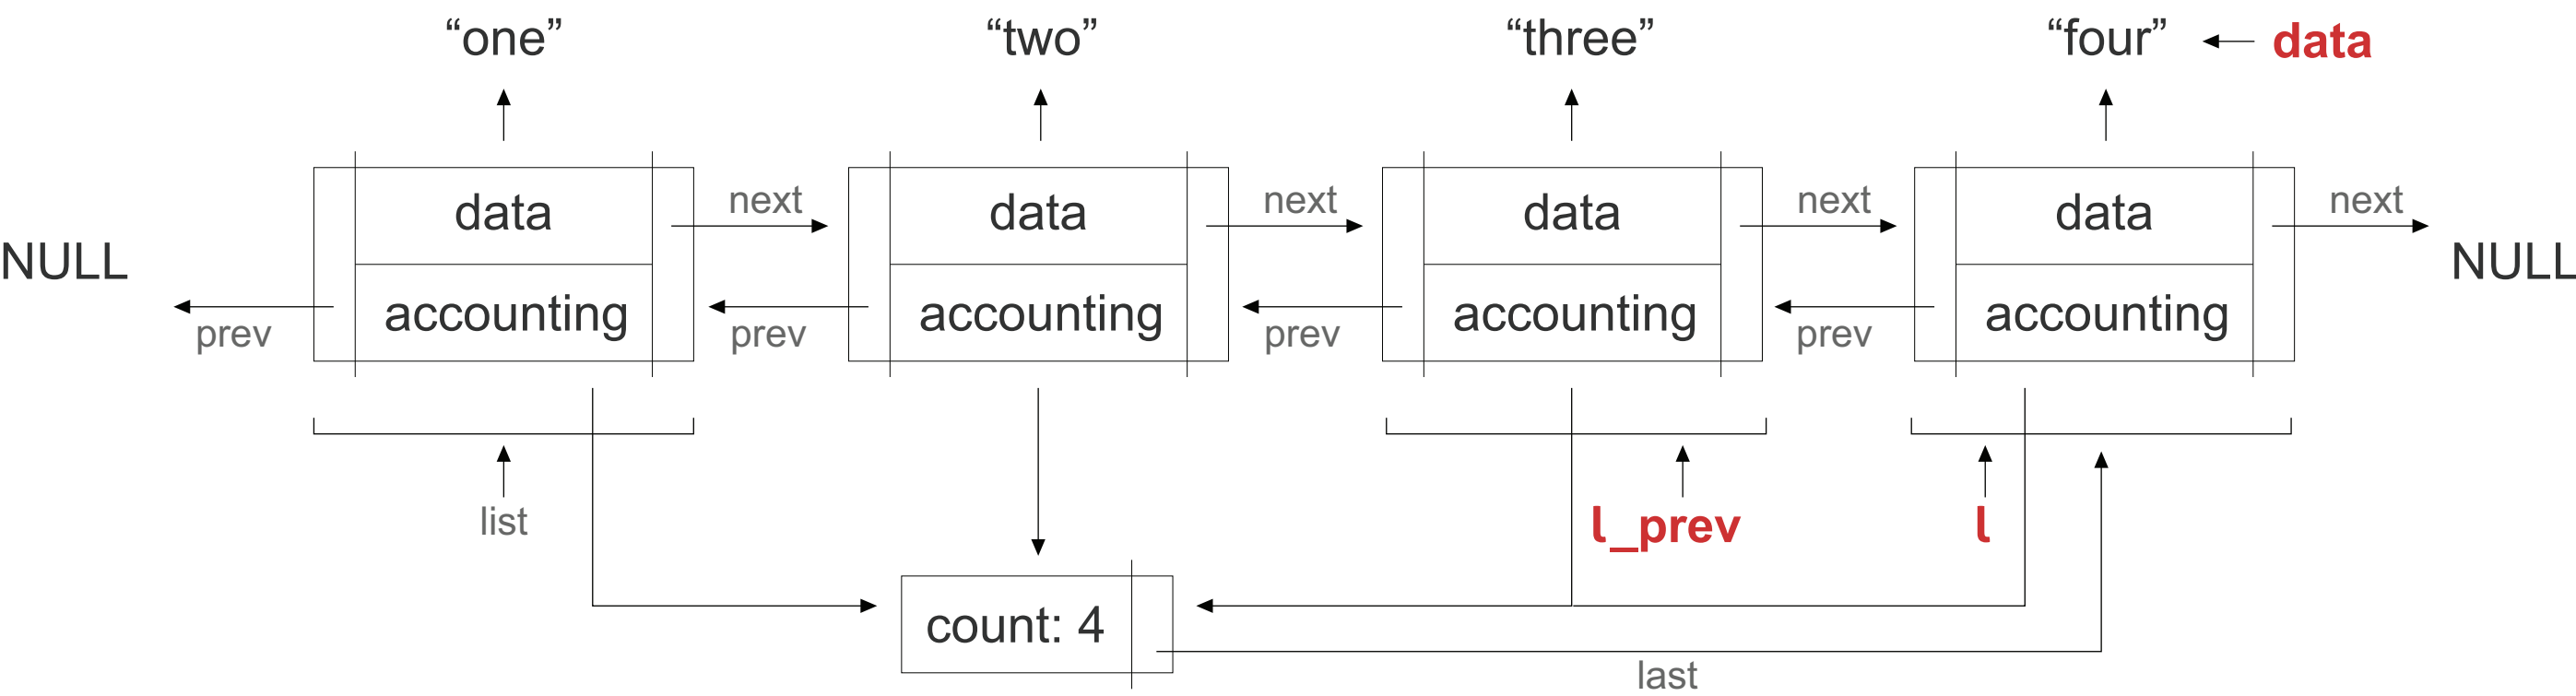 “one”
“two”
“three”
“four”
data
data
next
data
next
data
next
data
next
NULL
NULL
accounting
accounting
accounting
accounting
prev
prev
prev
prev
list
l_prev
l
count: 4
last